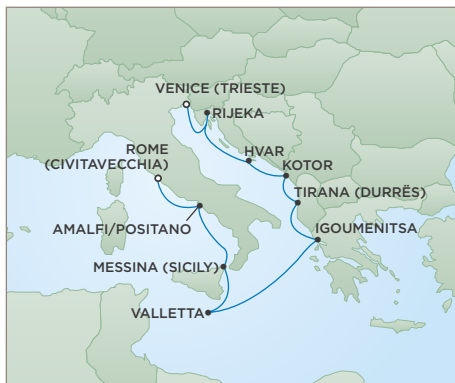 VENICE (TRIESTE)
RIJEKA
HVAR
ROME
(CIVITAVECCHIA)
KOTOR
TIRANA (DURRËS)
AMALFI/POSITANO
IGOUMENITSA
MESSINA (SICILY)
VALLETTA